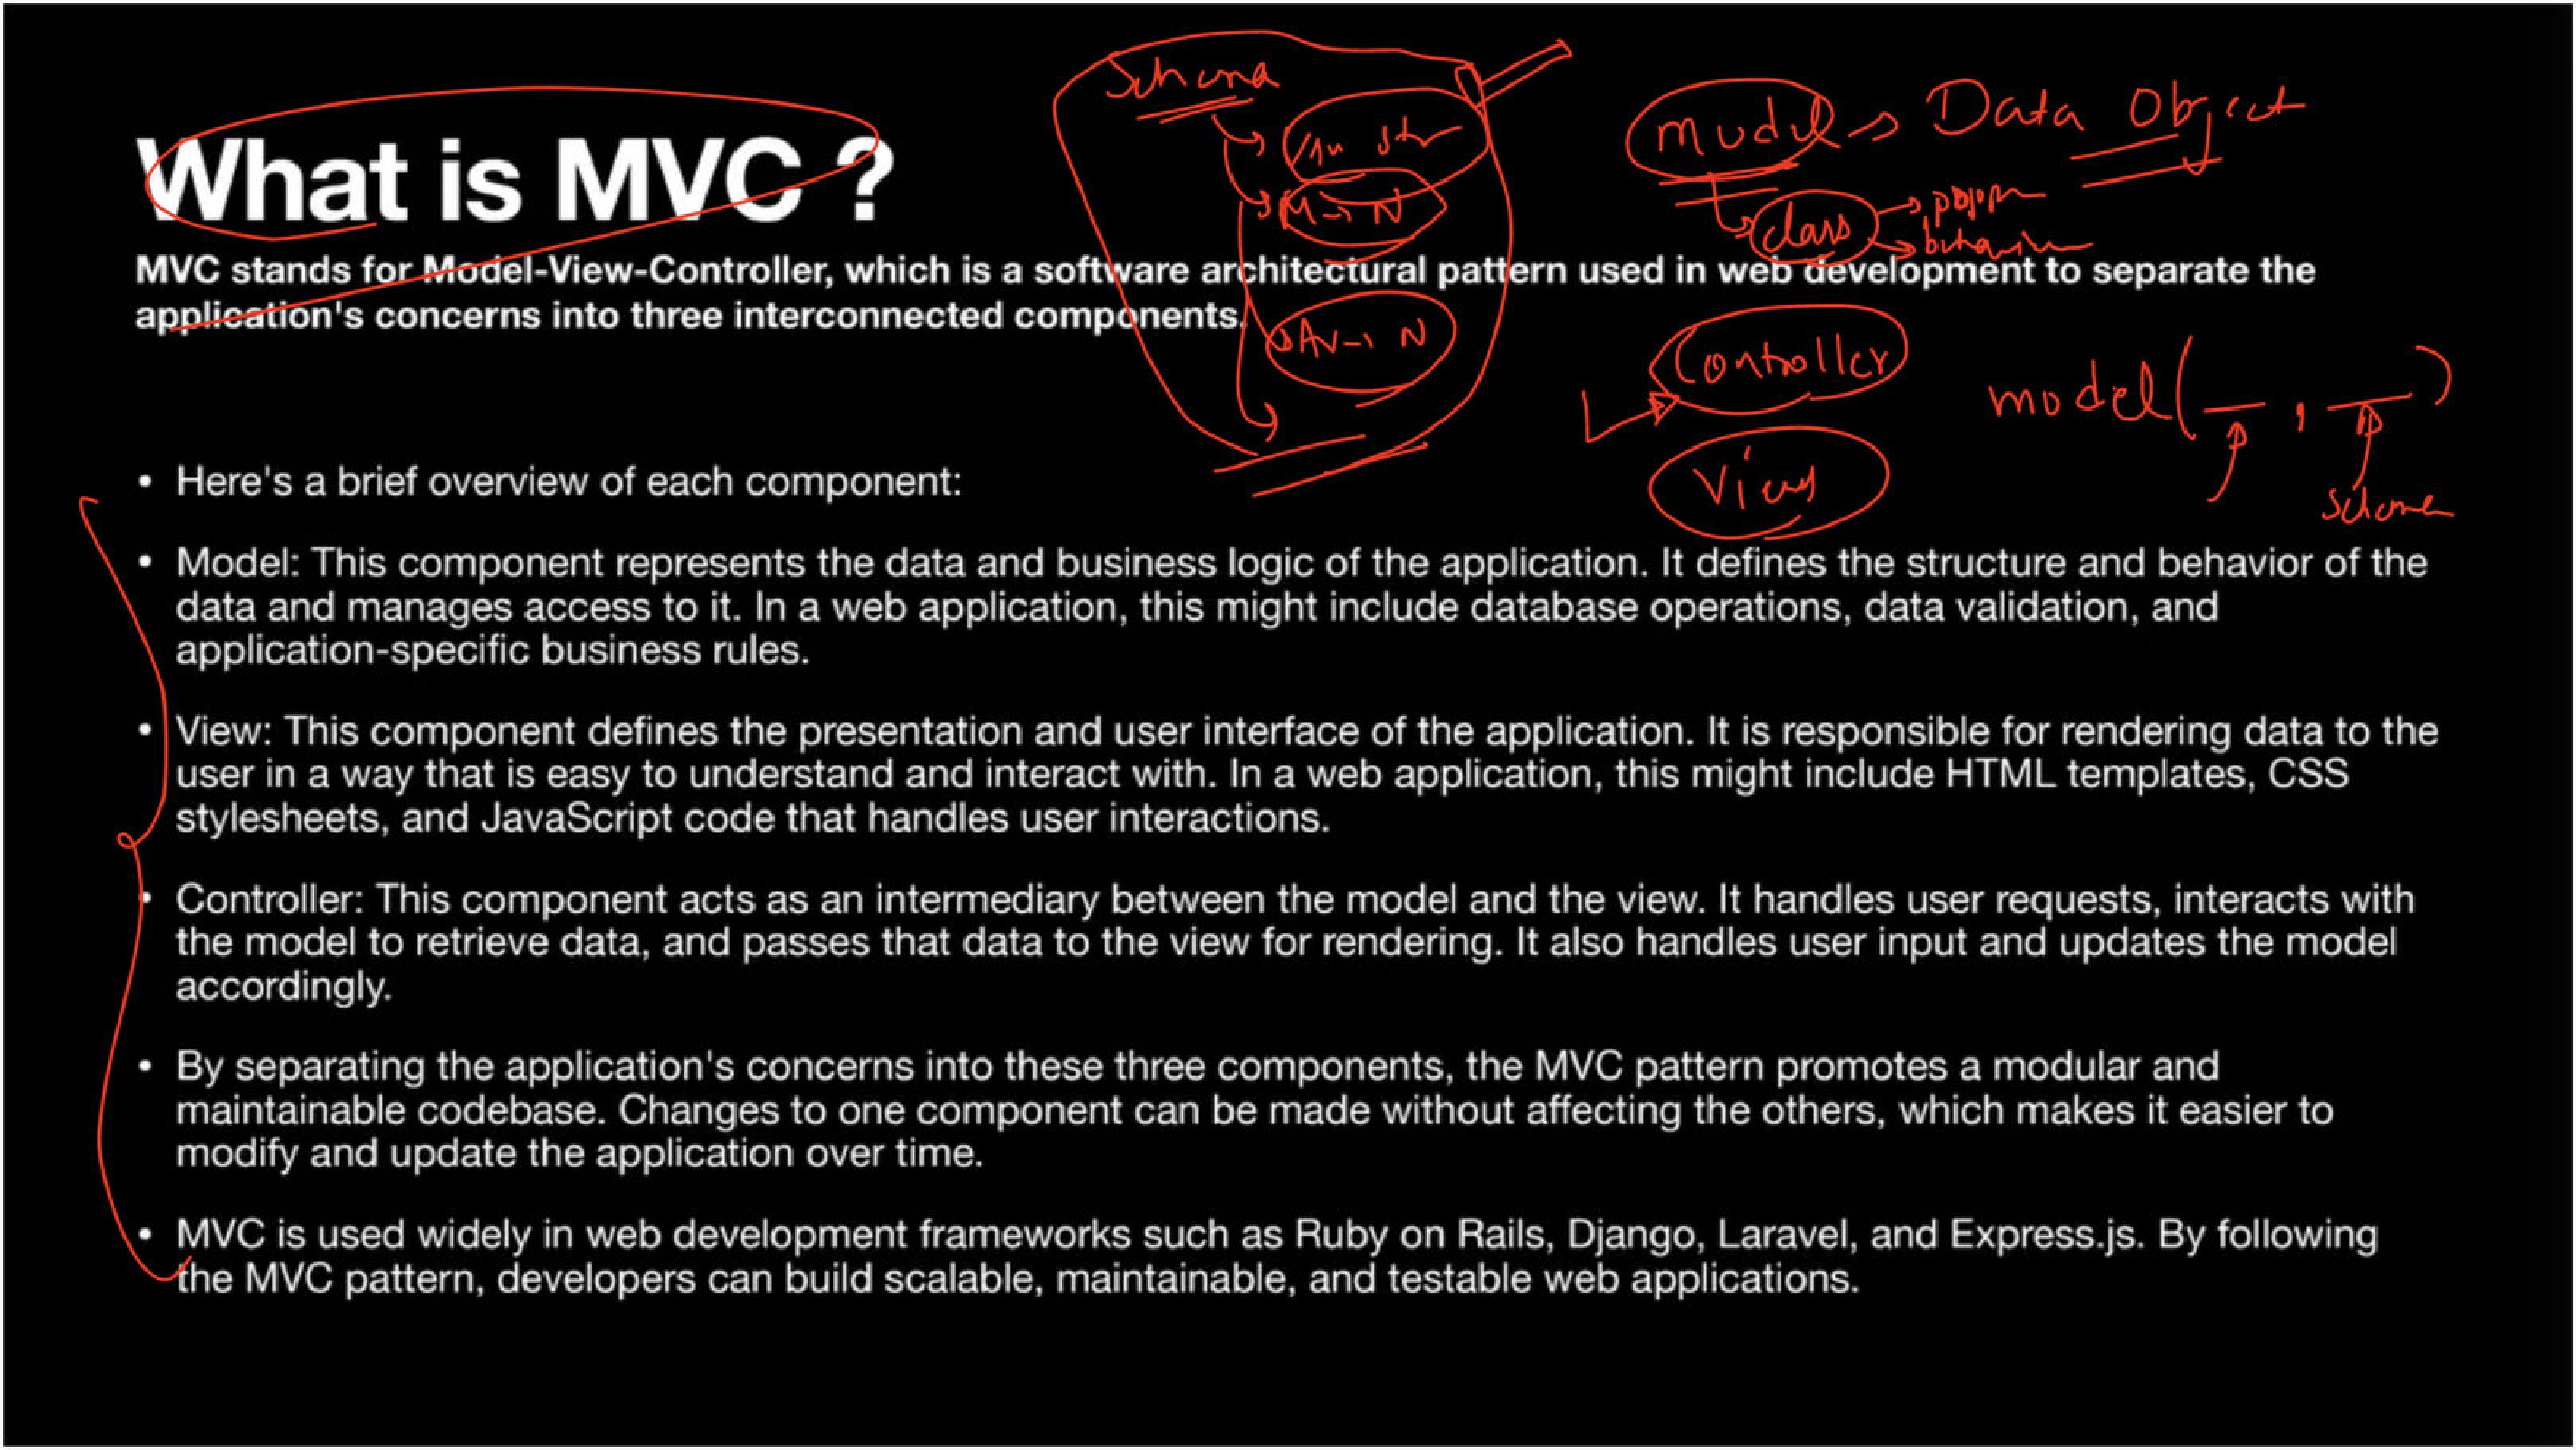 What is MVC ?
MVC stands for Model-View-Controller, which is a software architectural pattern used in web development to separate the
application's concerns into three interconnected components.
Schema
str
M → N
→ N
Model → Data Object
class
Controller
View
model( , )
schema
• Here's a brief overview of each component:
• Model: This component represents the data and business logic of the application. It defines the structure and behavior of the
data and manages access to it. In a web application, this might include database operations, data validation, and
application-specific business rules.
• View: This component defines the presentation and user interface of the application. It is responsible for rendering data to the
user in a way that is easy to understand and interact with. In a web application, this might include HTML templates, CSS
stylesheets, and JavaScript code that handles user interactions.
• Controller: This component acts as an intermediary between the model and the view. It handles user requests, interacts with
the model to retrieve data, and passes that data to the view for rendering. It also handles user input and updates the model
accordingly.
• By separating the application's concerns into these three components, the MVC pattern promotes a modular and
maintainable codebase. Changes to one component can be made without affecting the others, which makes it easier to
modify and update the application over time.
• MVC is used widely in web development frameworks such as Ruby on Rails, Django, Laravel, and Express.js. By following
the MVC pattern, developers can build scalable, maintainable, and testable web applications.